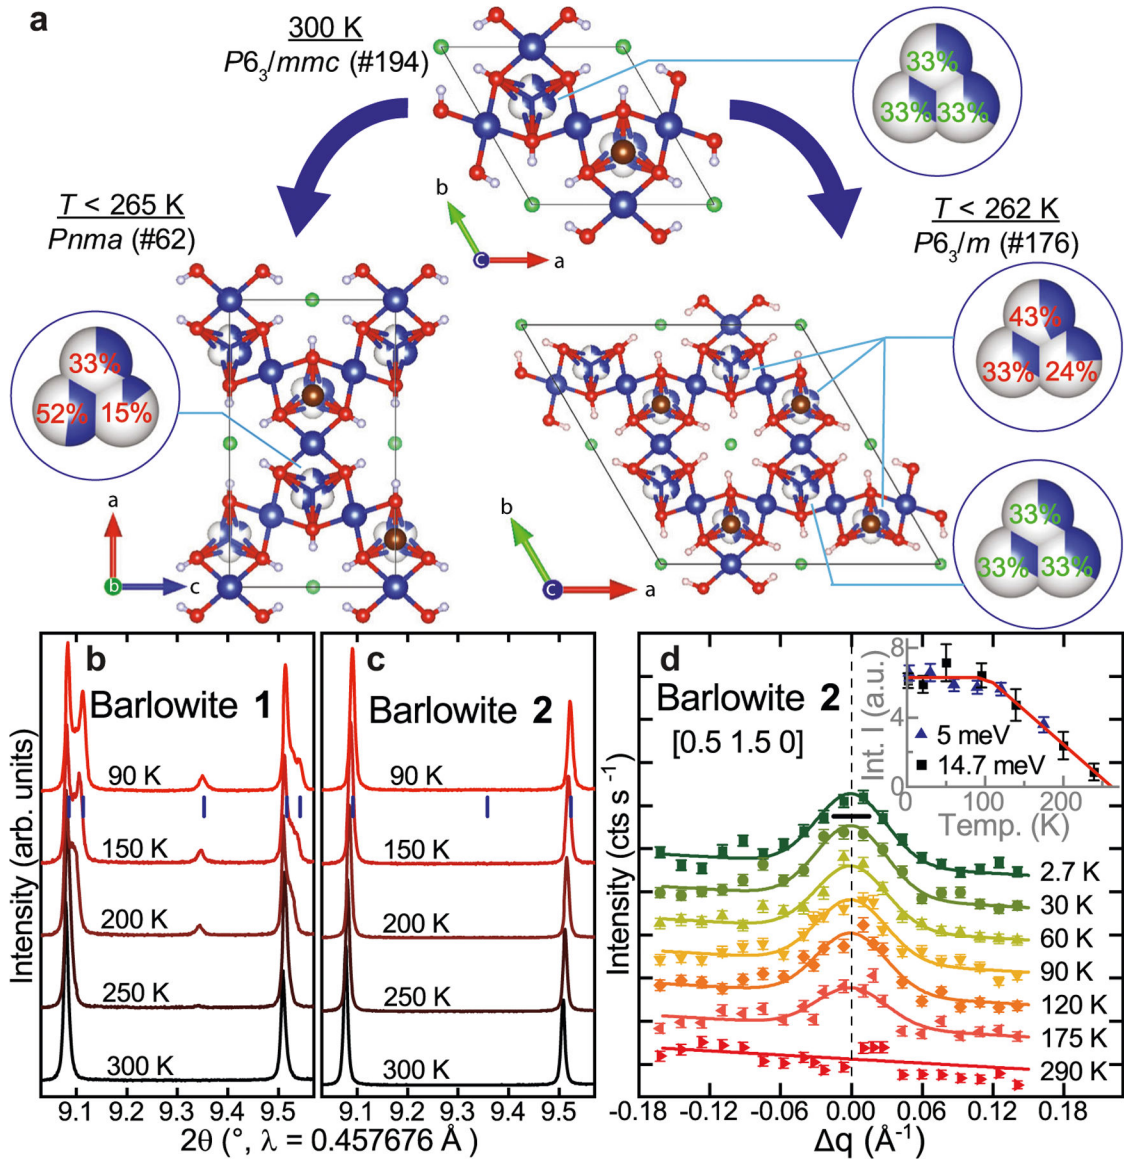 a
300 K
P6₃/mmc (#194)
33%
33% 33%
b
c
a
T < 265 K
Pnma (#62)
T < 262 K
P6₃/m (#176)
33%
52% 15%
43%
33% 24%
33%
33% 33%
a
b
c
b
c
a
b
Barlowite 1
90 K
150 K
200 K
250 K
300 K
Intensity (arb. units)
9.1 9.2 9.3 9.4 9.5
c
Barlowite 2
90 K
150 K
200 K
250 K
300 K
9.1 9.2 9.3 9.4 9.5
2θ (°, λ = 0.457676 Å)
d
Barlowite 2
[0.5 1.5 0]
Int. I (a.u.)
8
4
0
5 meV
14.7 meV
0 100 200
Temp. (K)
2.7 K
30 K
60 K
90 K
120 K
175 K
290 K
Intensity (cts s⁻¹)
-0.18 -0.12 -0.06 0.00 0.06 0.12 0.18
Δq (Å⁻¹)